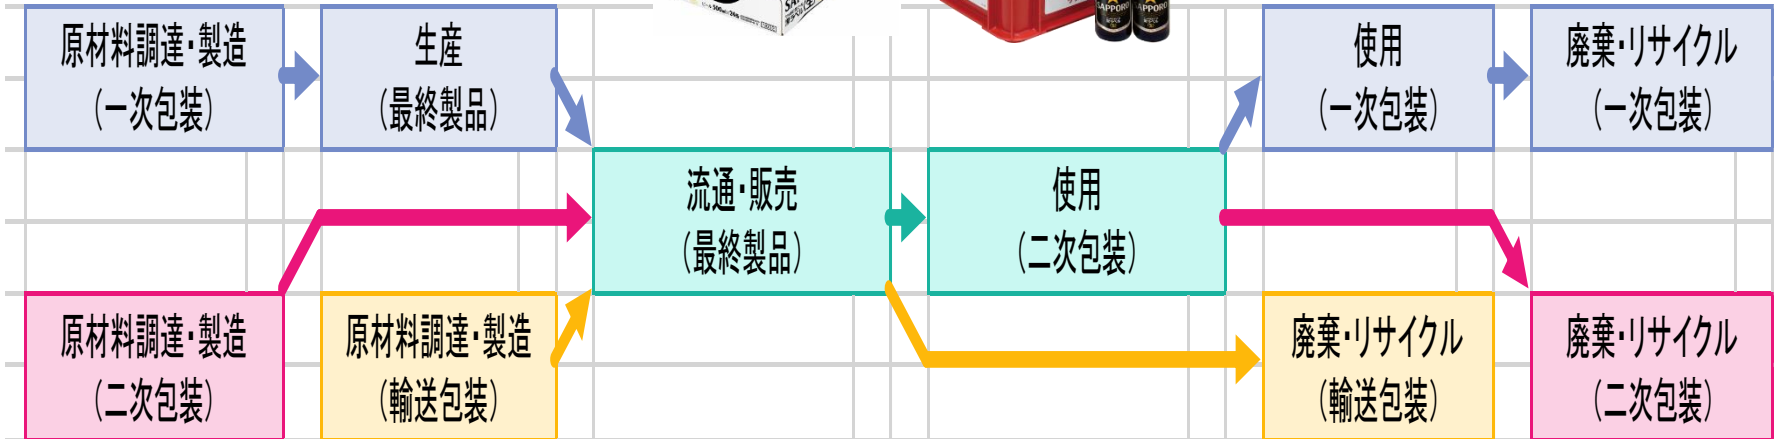 原材料調達・製造
(一次包装)
生産
(最終製品)
使用
(一次包装)
廃棄・リサイクル
(一次包装)
流通・販売
(最終製品)
使用
(二次包装)
原材料調達・製造
(二次包装)
原材料調達・製造
(輸送包装)
廃棄・リサイクル
(輸送包装)
廃棄・リサイクル
(二次包装)
SAPPORO
SAPPORO